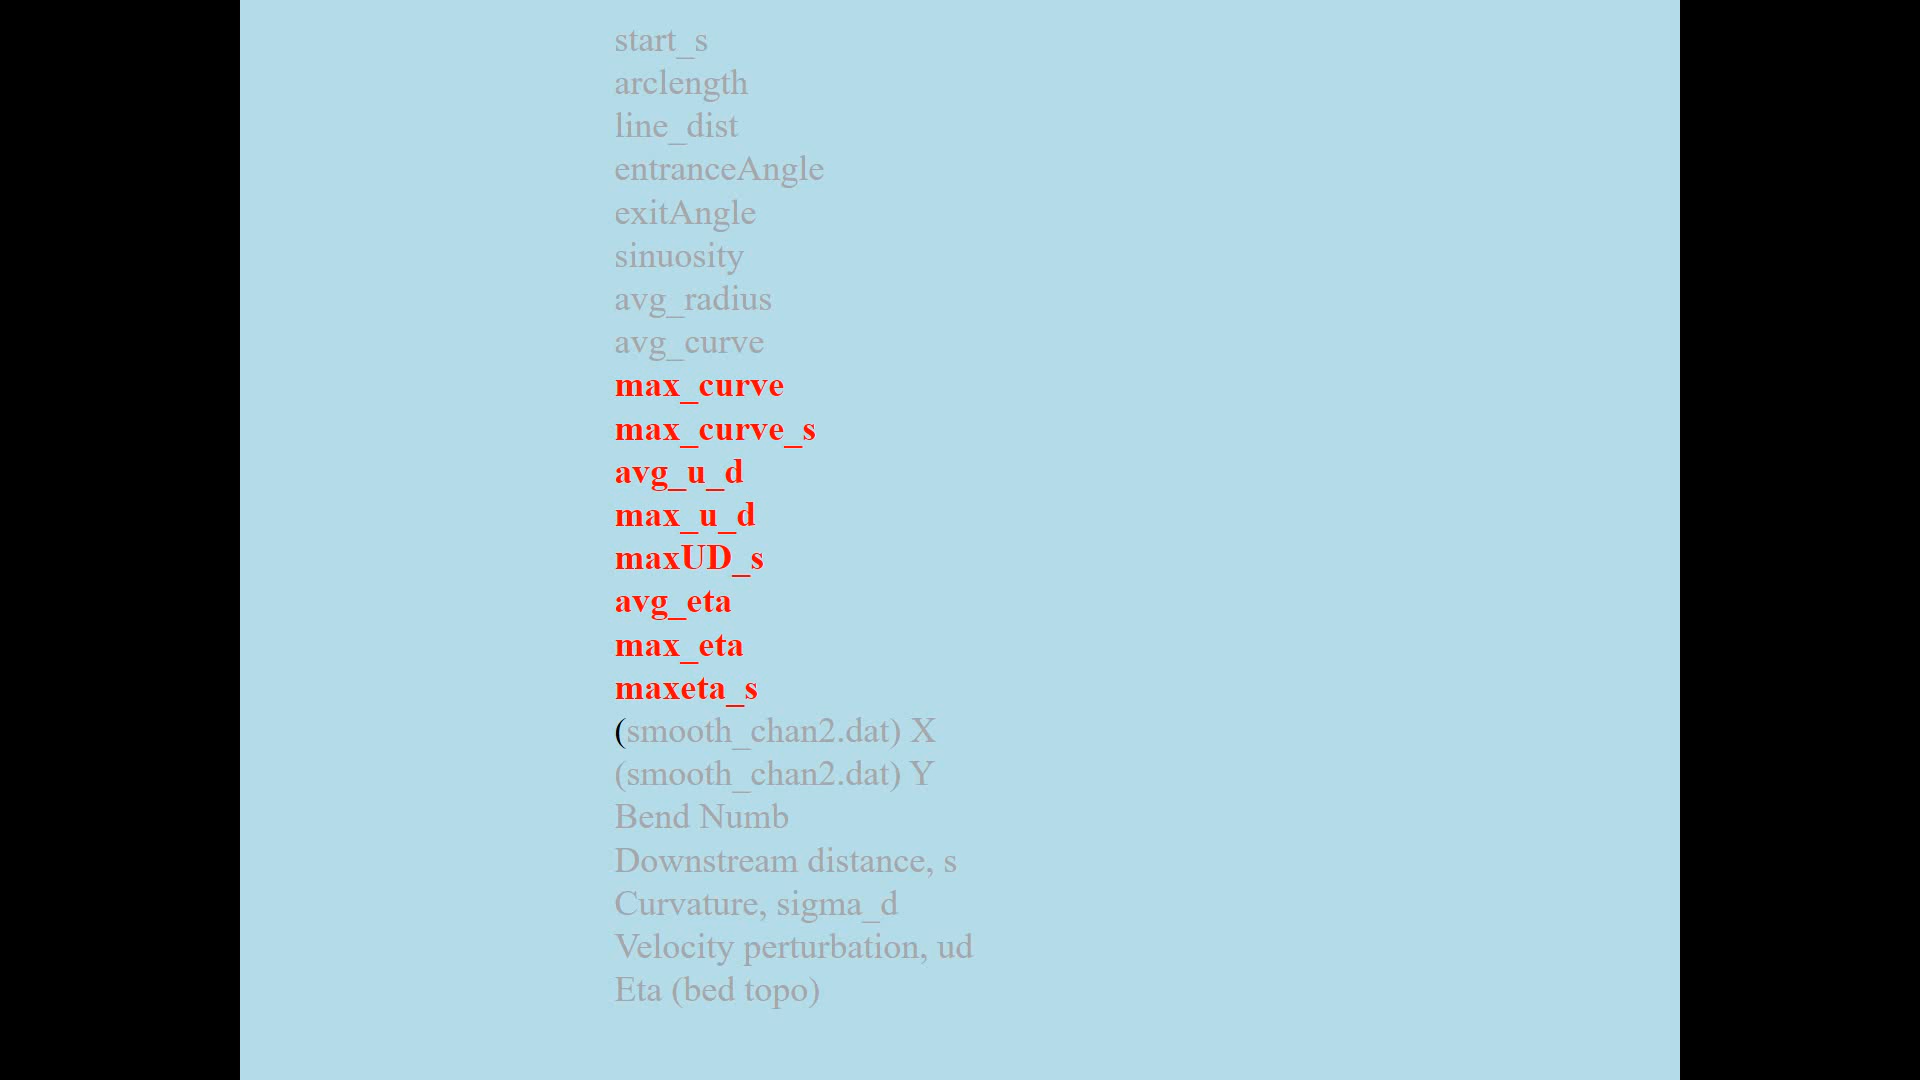 start_s
arclength
line_dist
entranceAngle
exitAngle
sinuosity
avg_radius
avg_curve
max_curve
max_curve_s
avg_u_d
max_u_d
maxUD_s
avg_eta
max_eta
maxeta_s
(smooth_chan2.dat) X
(smooth_chan2.dat) Y
Bend Numb
Downstream distance, s
Curvature, sigma_d
Velocity perturbation, ud
Eta (bed topo)